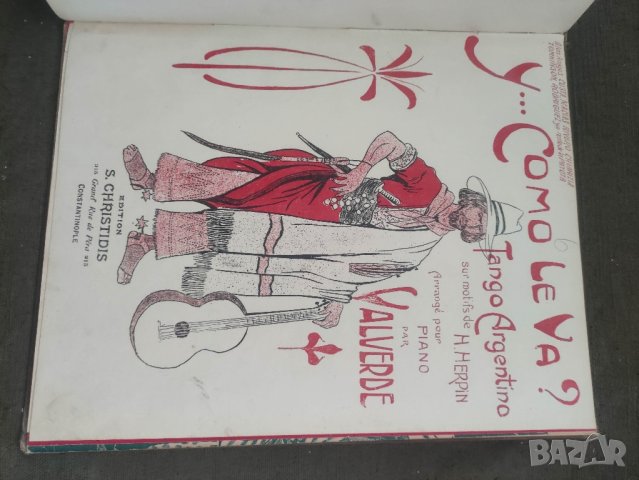 Y... COMO LE VA?
Tango Argentino
sur motifs de H. HERPIN
Arrangé pour
PIANO
PAR
VALVERDE
EDITION
S. CHRISTIDIS
Grand' Rue de Péra
CONSTANTINOPLE
BAZAR